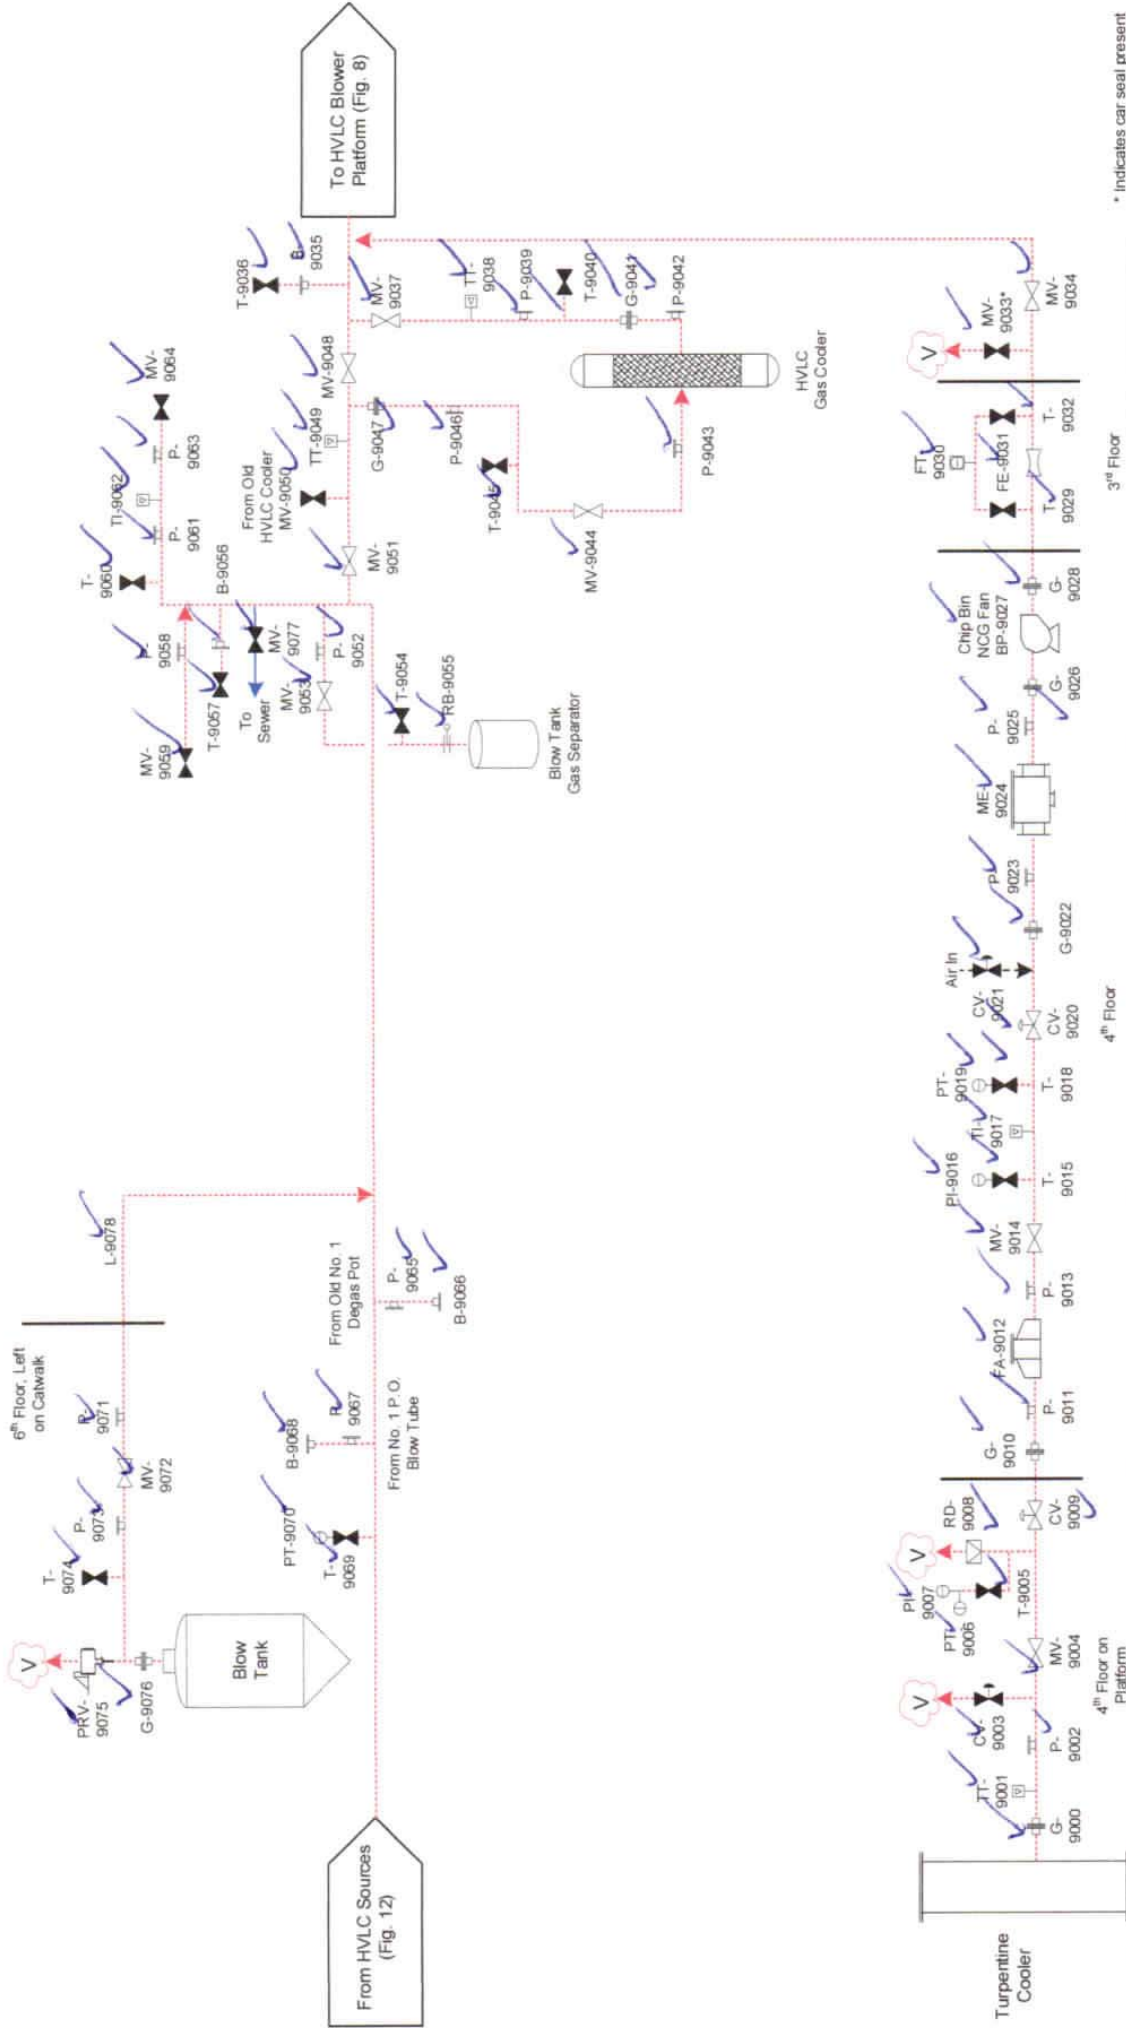 To HVLC Blower
Platform (Fig. 8)
T-9036
B-
9035
MV-
9037
TT-
9038
P-9039
T-9040
G-9041
P-9042
HVLC
Gas Cooler
P-9043
MV-9044
T-9045
P-9046
G-9047
MV-9048
TT-9049
From Old
HVLC Cooler
MV-9050
MV-
9051
MV-
9064
P-
9063
TI-9062
P-
9061
T-
9060
B-9056
P-
9058
MV-
9059
T-9057
To
Sewer
MV-
9077
MV-
9053
P-
9052
T-9054
RB-9055
Blow Tank
Gas Separator
L-9078
6th Floor, Left
on Catwalk
P-
9071
MV-
9072
P-
9073
T-
9074
V
PRV-
9075
G-9076
Blow
Tank
From Old No. 1
Degas Pot
P-
9065
B-9066
B-9068
P-
9067
From No. 1 P.O.
Blow Tube
PT-9070
T-
9069
From HVLC Sources
(Fig. 12)
Turpentine
Cooler
G-
9000
TT-
9001
P-
9002
V
CV-
9003
MV-
9004
4th Floor on
Platform
V
PI-
9007
PT-
9006
T-9005
RD-
9008
CV-
9009
G-
9010
P-
9011
FA-9012
P-
9013
MV-
9014
PI-9016
T-
9015
TI-
9017
PT-
9019
T-
9018
CV-
9020
Air In
CV-
9021
G-9022
P-
9023
ME-
9024
P-
9025
G-
9026
Chip Bin
NCG Fan
BP-9027
G-
9028
4th Floor
T-
9029
FT-
9030
FE-9031
T-
9032
3rd Floor
V
MV-
9033*
MV-
9034
* Indicates car seal present